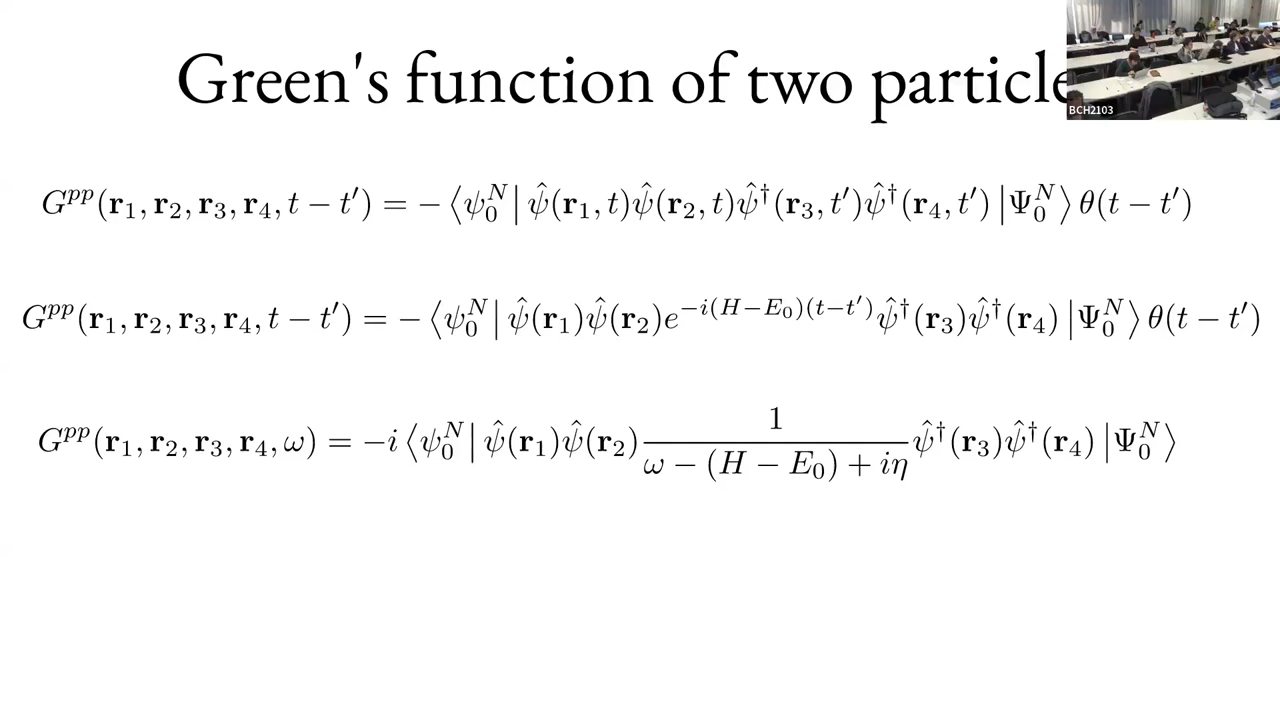 Green's function of two particle
BCH2103
G^{pp}(r_1, r_2, r_3, r_4, t − t′) = − ⟨ψ_0^N| ψ̂(r_1, t)ψ̂(r_2, t)ψ̂†(r_3, t′)ψ̂†(r_4, t′) |Ψ_0^N⟩ θ(t − t′)
G^{pp}(r_1, r_2, r_3, r_4, t − t′) = − ⟨ψ_0^N| ψ̂(r_1)ψ̂(r_2)e^{−i(H−E_0)(t−t′)}ψ̂†(r_3)ψ̂†(r_4) |Ψ_0^N⟩ θ(t − t′)
G^{pp}(r_1, r_2, r_3, r_4, ω) = −i ⟨ψ_0^N| ψ̂(r_1)ψ̂(r_2) \frac{1}{ω − (H − E_0) + iη} ψ̂†(r_3)ψ̂†(r_4) |Ψ_0^N⟩